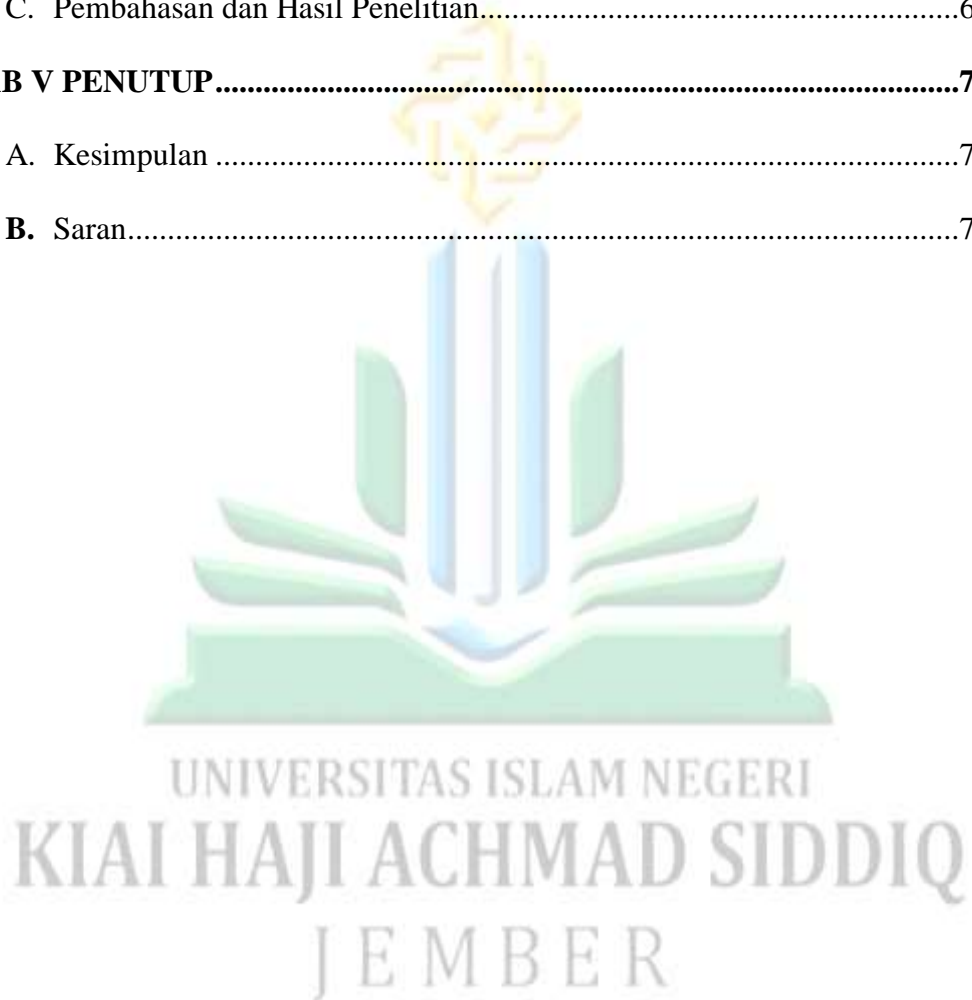 C. Pembahasan dan Hasil Penelitian........................................................6
B V PENUTUP..............................................................................................7
A. Kesimpulan ..............................................................................................7
B. Saran.........................................................................................................7
UNIVERSITAS ISLAM NEGERI
KIAI HAJI ACHMAD SIDDIQ
JEMBER